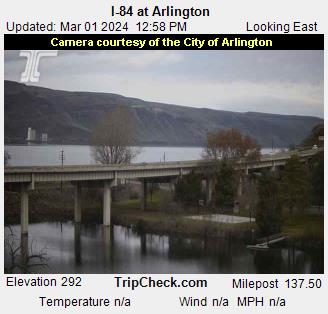 I-84 at Arlington
Updated: Mar 01 2024 12:58 PM Looking East
Camera courtesy of the City of Arlington
Elevation 292 TripCheck.com Milepost 137.50
Temperature n/a Wind n/a MPH n/a